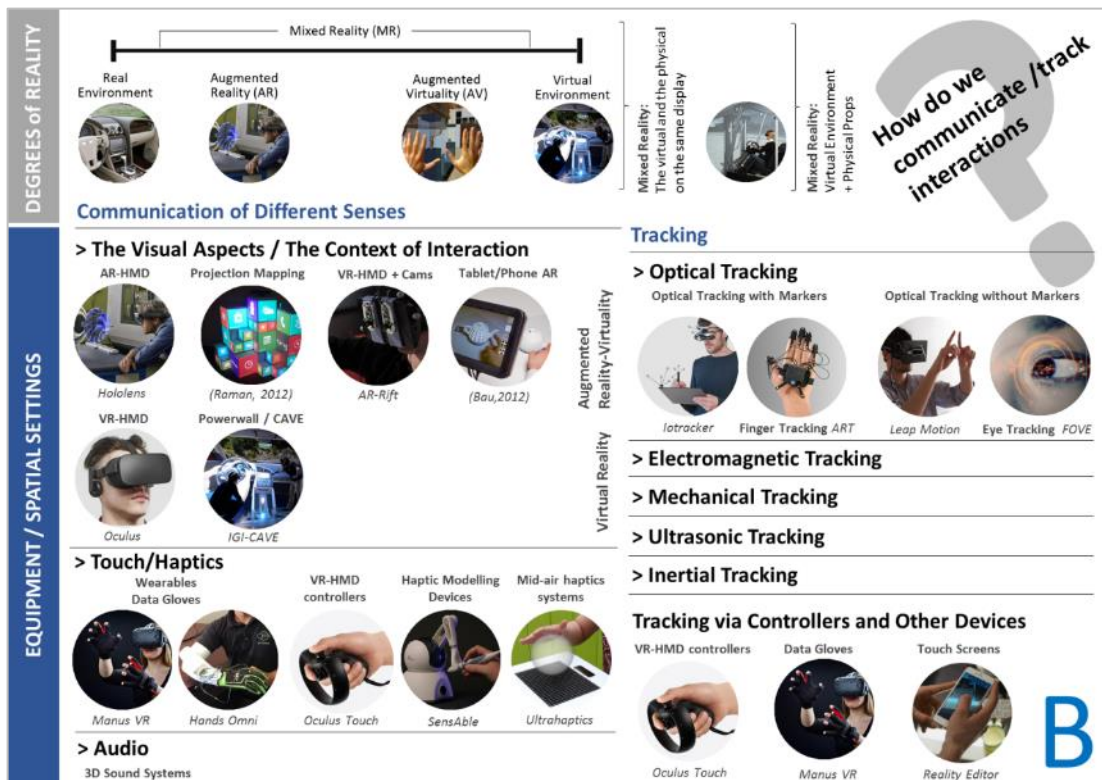 DEGREES of REALITY
Mixed Reality (MR)
Real
Environment
Augmented
Reality (AR)
Augmented
Virtuality (AV)
Virtual
Environment
Mixed Reality:
The virtual and the physical
on the same display
Mixed Reality:
Virtual Environment
+ Physical Props
?
How do we
communicate /track
interactions
EQUIPMENT / SPATIAL SETTINGS
Communication of Different Senses
> The Visual Aspects / The Context of Interaction
AR-HMD
Projection Mapping
VR-HMD + Cams
Tablet/Phone AR
Hololens
(Raman, 2012)
AR-Rift
(Bau,2012)
Augmented
Reality-Virtuality
VR-HMD
Powerwall / CAVE
Oculus
IGI-CAVE
Virtual Reality
> Touch/Haptics
Wearables
Data Gloves
VR-HMD
controllers
Haptic Modelling
Devices
Mid-air haptics
systems
Manus VR
Hands Omni
Oculus Touch
SensAble
Ultrahaptics
> Audio
3D Sound Systems
Tracking
> Optical Tracking
Optical Tracking with Markers
Optical Tracking without Markers
Iotracker
Finger Tracking ART
Leap Motion
Eye Tracking FOVE
> Electromagnetic Tracking
> Mechanical Tracking
> Ultrasonic Tracking
> Inertial Tracking
Tracking via Controllers and Other Devices
VR-HMD controllers
Data Gloves
Touch Screens
Oculus Touch
Manus VR
Reality Editor
B